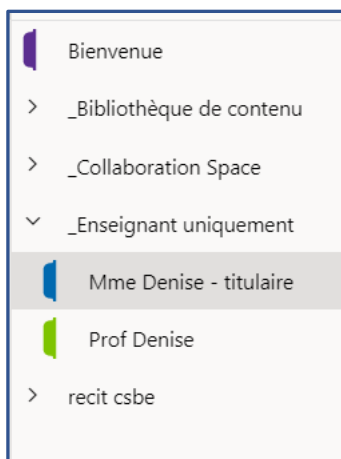 Bienvenue
_Bibliothèque de contenu
_Collaboration Space
_Enseignant uniquement
Mme Denise - titulaire
Prof Denise
recit csbe